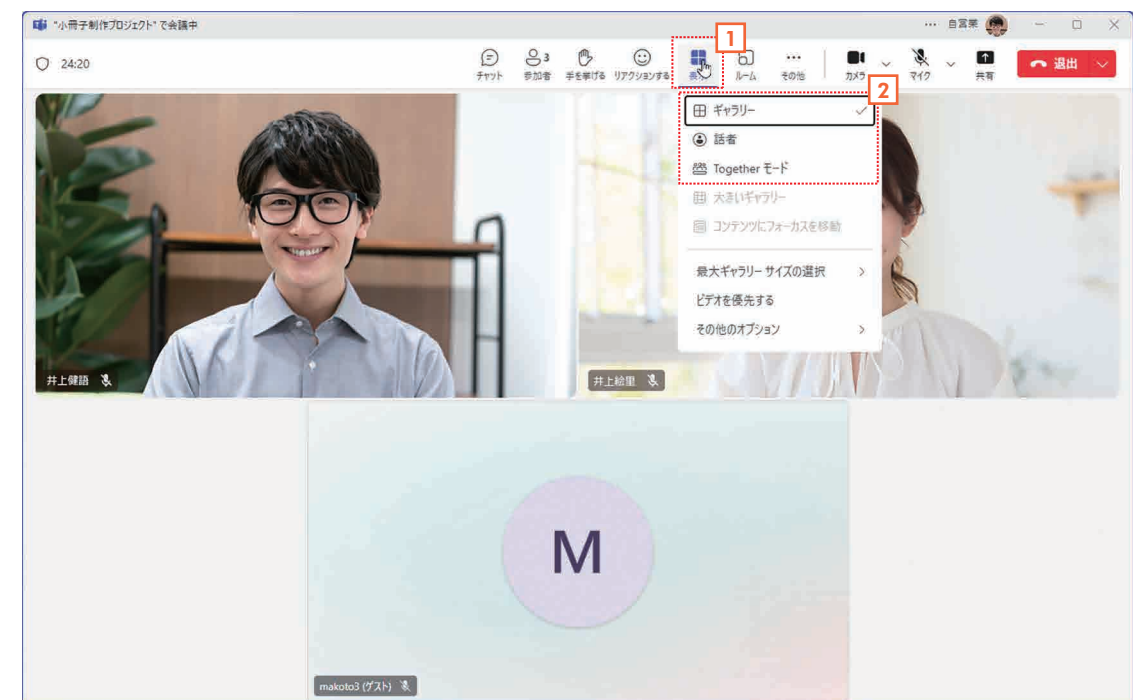 "小冊子制作プロジェクト" で会議中
… 自営業
24:20
チャット
参加者 3
手を挙げる
リアクションする
1
ルーム
その他
カメラ
マイク
共有
退出
2
ギャラリー
話者
Together モード
大きいギャラリー
コンテンツにフォーカスを移動
最大ギャラリー サイズの選択
ビデオを優先する
その他のオプション
井上健語
井上絵里
M
makoto3 (ゲスト)